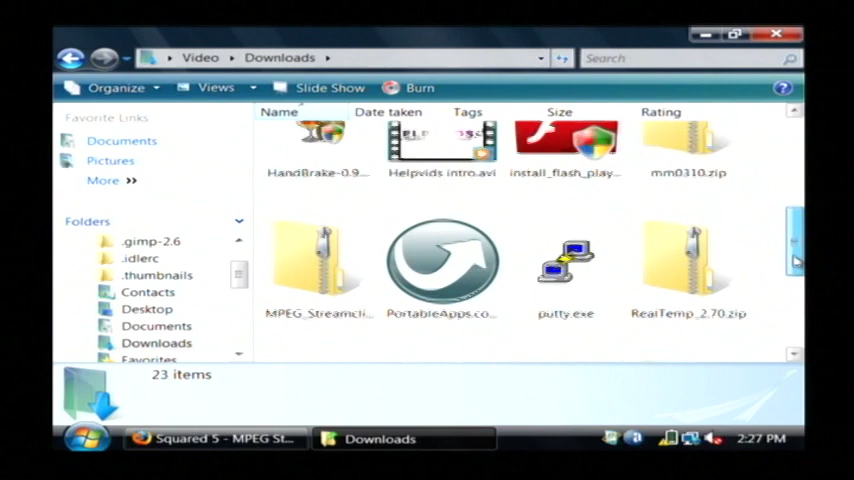 Video Downloads
Search
Organize Views Slide Show Burn
Favorite Links
Name Date taken Tags Size Rating
Documents
Pictures
More
HandBrake-0.9... Helpvids intro.avi install_flash_play... mm0310.zip
Folders
.gimp-2.6
.idlerc
.thumbnails
Contacts
Desktop
Documents
Downloads
Favorites
MPEG_Streamcli... PortableApps.co... putty.exe RealTemp_2.70.zip
23 items
Squared 5 - MPEG St... Downloads 2:27 PM